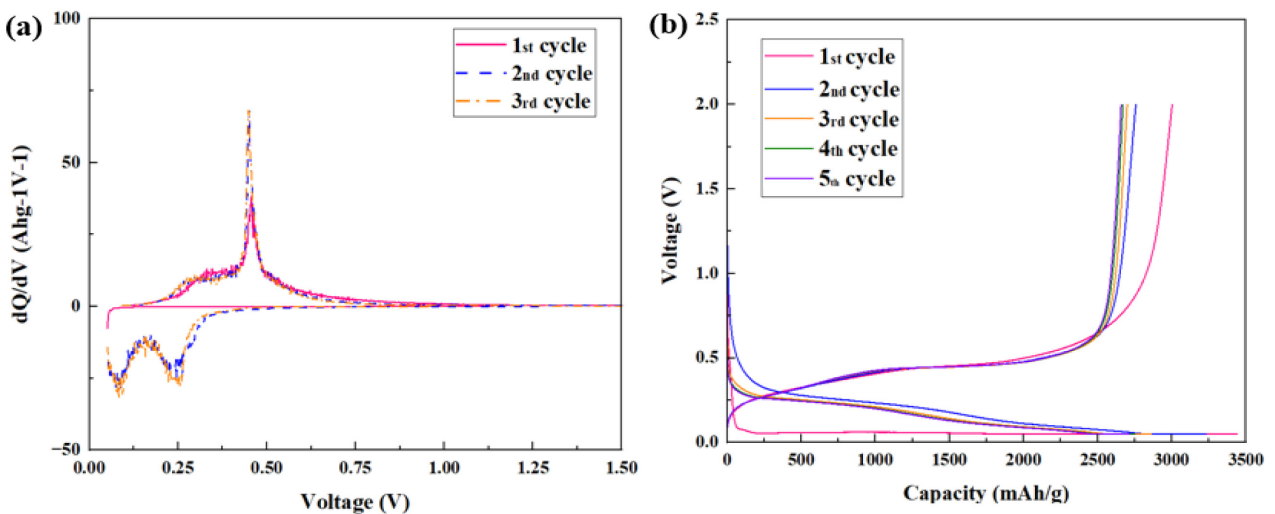 (a)
100
50
0
−50
dQ/dV (Ahg-1V-1)
1st cycle
2nd cycle
3rd cycle
0.00 0.25 0.50 0.75 1.00 1.25 1.50
Voltage (V)
(b)
2.5
2.0
1.5
1.0
0.5
0.0
Voltage (V)
1st cycle
2nd cycle
3rd cycle
4th cycle
5th cycle
0 500 1000 1500 2000 2500 3000 3500
Capacity (mAh/g)